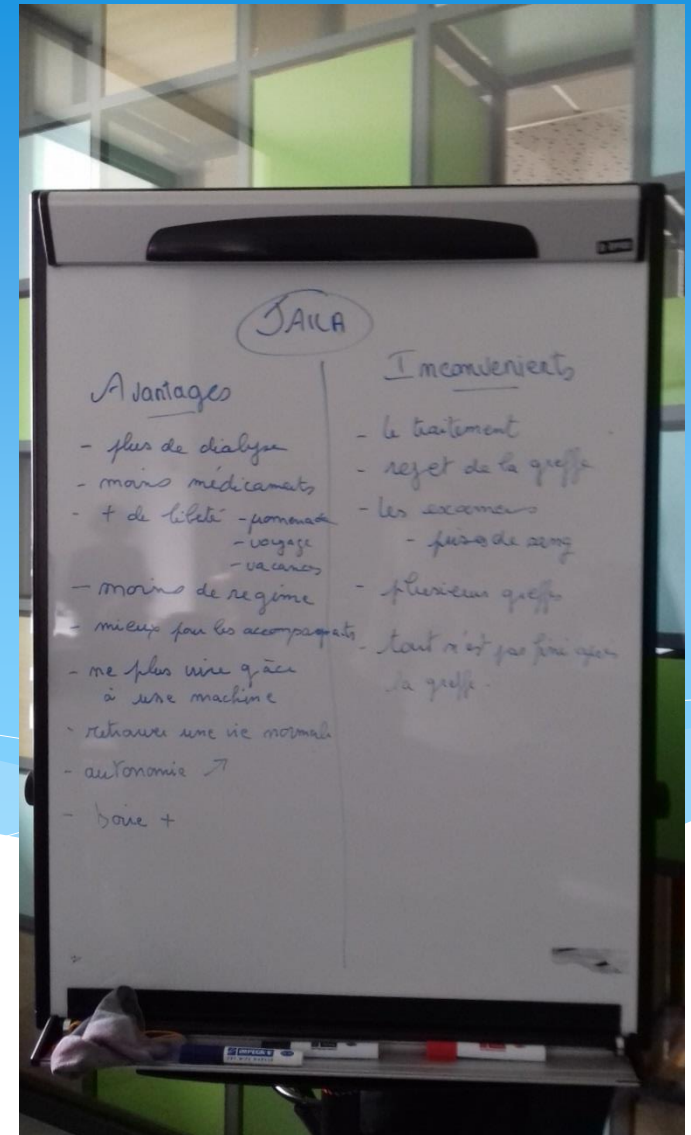 Avantages
- plus de dialyse
- moins médicaments
- + de libeté - promenade
- voyage
- vacances
- moins de regime
- mieux pour les accompagnants
- ne plus vivre grâce
à une machine
- retrouver une vie normale
- autonomie ↗
- boire +
Inconvenients
- le traitement
- rejet de la greffe
- les examens
- prises de sang
- plusieurs greffes
- tout n'est pas fini après
la greffe.